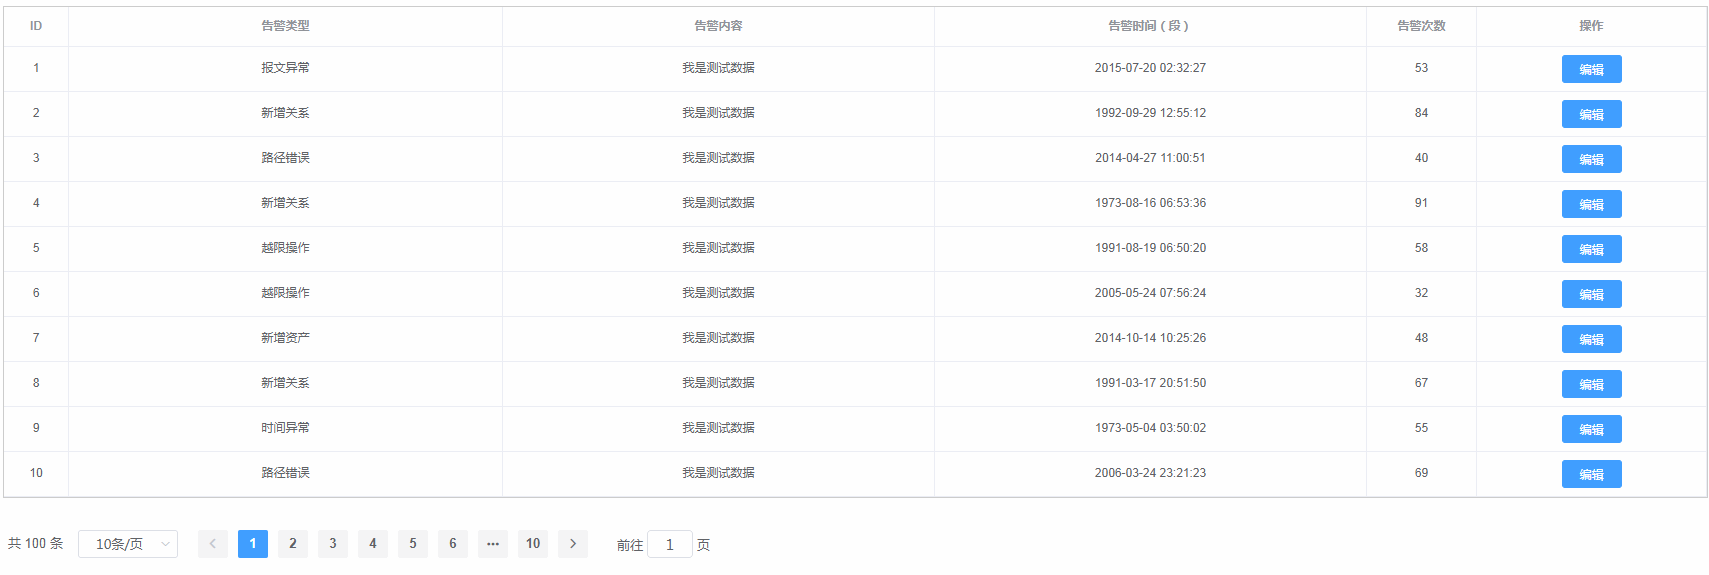 ID 告警类型 告警内容 告警时间（段） 告警次数 操作
1 报文异常 我是测试数据 2015-07-20 02:32:27 53 编辑
2 新增关系 我是测试数据 1992-09-29 12:55:12 84 编辑
3 路径错误 我是测试数据 2014-04-27 11:00:51 40 编辑
4 新增关系 我是测试数据 1973-08-16 06:53:36 91 编辑
5 越限操作 我是测试数据 1991-08-19 06:50:20 58 编辑
6 越限操作 我是测试数据 2005-05-24 07:56:24 32 编辑
7 新增资产 我是测试数据 2014-10-14 10:25:26 48 编辑
8 新增关系 我是测试数据 1991-03-17 20:51:50 67 编辑
9 时间异常 我是测试数据 1973-05-04 03:50:02 55 编辑
10 路径错误 我是测试数据 2006-03-24 23:21:23 69 编辑
共 100 条 10条/页 1 2 3 4 5 6 ••• 10 前往 1 页